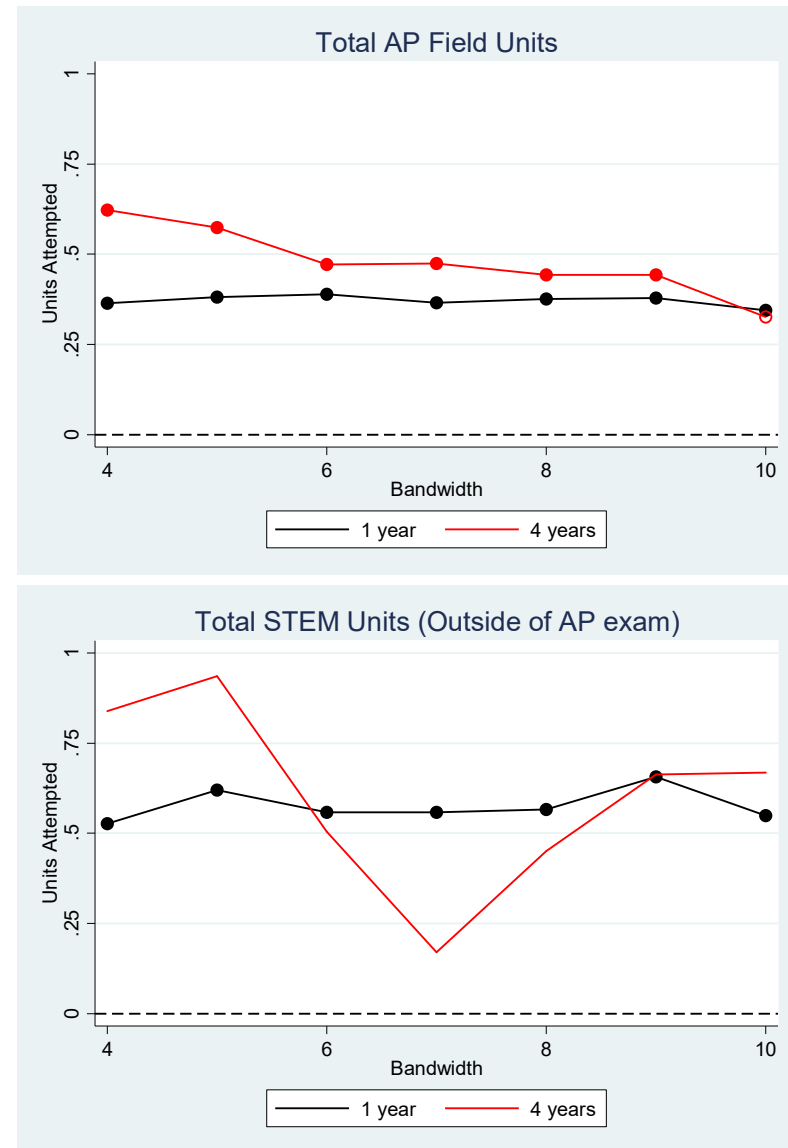 Total AP Field Units
Units Attempted
1
.75
.5
.25
0
4 6 8 10
Bandwidth
1 year 4 years
Total STEM Units (Outside of AP exam)
Units Attempted
1
.75
.5
.25
0
4 6 8 10
Bandwidth
1 year 4 years